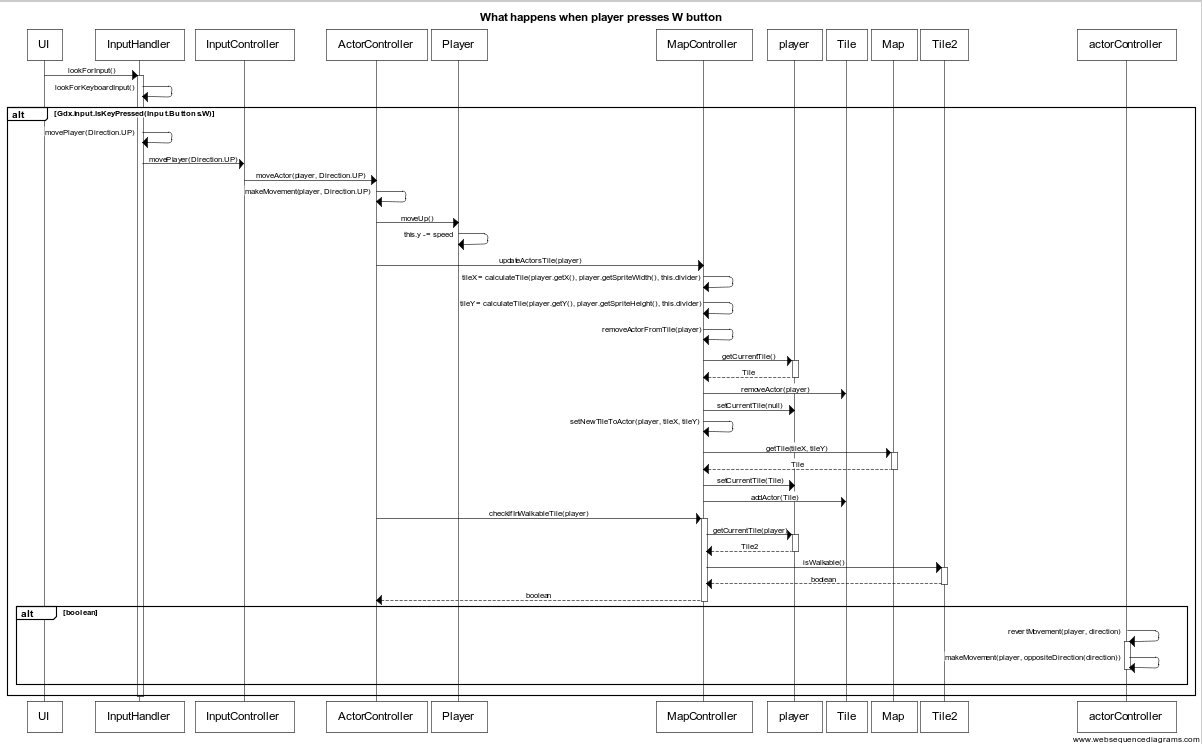 What happens when player presses W button
UI InputHandler InputController ActorController Player MapController player Tile Map Tile2 actorController
lookForInput()
lookForKeyboardInput()
alt [Gdx.input.isKeyPressed(Input.Buttons.W)]
movePlayer(Direction.UP)
movePlayer(Direction.UP)
moveActor(player, Direction.UP)
makeMovement(player, Direction.UP)
moveUp()
this.y -= speed
updateActorsTile(player)
tileX = calculateTile(player.getX(), player.getSpriteWidth(), this.divider)
tileY = calculateTile(player.getY(), player.getSpriteHeight(), this.divider)
removeActorFromTile(player)
getCurrentTile()
Tile
removeActor(player)
setCurrentTile(null)
setNewTileToActor(player, tileX, tileY)
getTile(tileX, tileY)
Tile
setCurrentTile(Tile)
addActor(Tile)
checkIfInWalkableTile(player)
getCurrentTile(player)
Tile2
isWalkable()
boolean
boolean
alt [boolean]
revertMovement(player, direction)
makeMovement(player, oppositeDirection(direction))
UI InputHandler InputController ActorController Player MapController player Tile Map Tile2 actorController
www.websequencediagrams.com